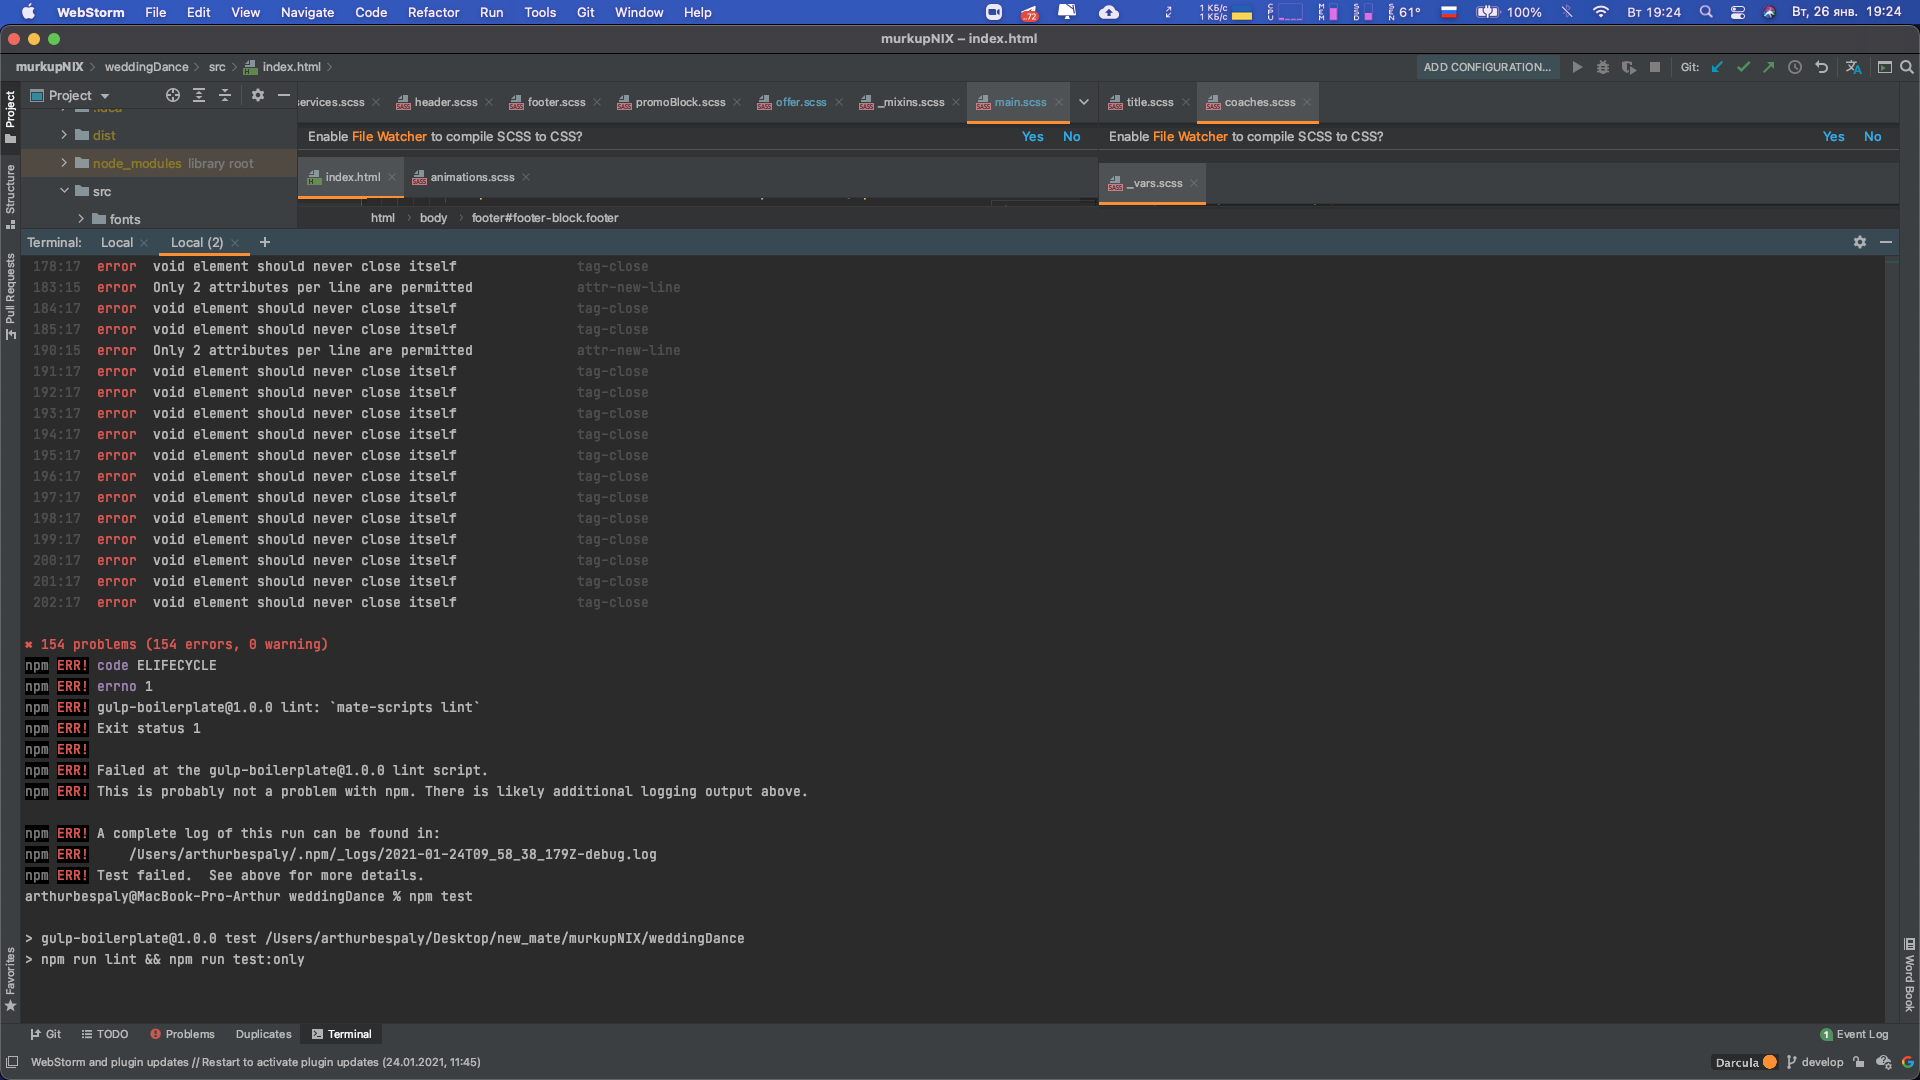 WebStorm File Edit View Navigate Code Refactor Run Tools Git Window Help
72 1 КБ/с 1 КБ/с 61° 100% Вт 19:24 Вт, 26 янв. 19:24
murkupNIX – index.html
murkupNIX weddingDance src index.html
ADD CONFIGURATION... Git:
Project
services.scss header.scss footer.scss promoBlock.scss offer.scss _mixins.scss main.scss title.scss coaches.scss
dist
Enable File Watcher to compile SCSS to CSS? Yes No
Enable File Watcher to compile SCSS to CSS? Yes No
node_modules library root
index.html animations.scss _vars.scss
src
fonts
html body footer#footer-block.footer
Project
Structure
Pull Requests
Favorites
Word Book
Terminal: Local Local (2) +
178:17 error void element should never close itself tag-close
183:15 error Only 2 attributes per line are permitted attr-new-line
184:17 error void element should never close itself tag-close
185:17 error void element should never close itself tag-close
190:15 error Only 2 attributes per line are permitted attr-new-line
191:17 error void element should never close itself tag-close
192:17 error void element should never close itself tag-close
193:17 error void element should never close itself tag-close
194:17 error void element should never close itself tag-close
195:17 error void element should never close itself tag-close
196:17 error void element should never close itself tag-close
197:17 error void element should never close itself tag-close
198:17 error void element should never close itself tag-close
199:17 error void element should never close itself tag-close
200:17 error void element should never close itself tag-close
201:17 error void element should never close itself tag-close
202:17 error void element should never close itself tag-close
✖ 154 problems (154 errors, 0 warning)
npm ERR! code ELIFECYCLE
npm ERR! errno 1
npm ERR! gulp-boilerplate@1.0.0 lint: `mate-scripts lint`
npm ERR! Exit status 1
npm ERR!
npm ERR! Failed at the gulp-boilerplate@1.0.0 lint script.
npm ERR! This is probably not a problem with npm. There is likely additional logging output above.
npm ERR! A complete log of this run can be found in:
npm ERR! /Users/arthurbespaly/.npm/_logs/2021-01-24T09_58_38_179Z-debug.log
npm ERR! Test failed. See above for more details.
arthurbespaly@MacBook-Pro-Arthur weddingDance % npm test
> gulp-boilerplate@1.0.0 test /Users/arthurbespaly/Desktop/new_mate/murkupNIX/weddingDance
> npm run lint && npm run test:only
Git TODO Problems Duplicates Terminal 1 Event Log
WebStorm and plugin updates // Restart to activate plugin updates (24.01.2021, 11:45) Darcula develop